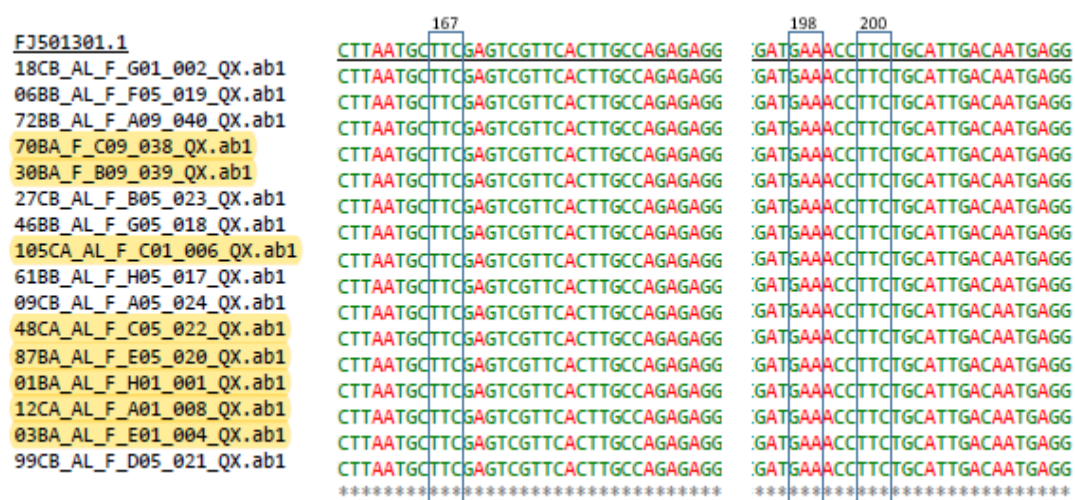 167 198 200
FJ501301.1 CTTAATGCTTCGAGTCGTTCACTTGCCAGAGAGG GATGAAACCTTCTGCATTGACAATGAGG
18CB_AL_F_G01_002_QX.ab1 CTTAATGCTTCGAGTCGTTCACTTGCCAGAGAGG GATGAAACCTTCTGCATTGACAATGAGG
06BB_AL_F_F05_019_QX.ab1 CTTAATGCTTCGAGTCGTTCACTTGCCAGAGAGG GATGAAACCTTCTGCATTGACAATGAGG
72BB_AL_F_A09_040_QX.ab1 CTTAATGCTTCGAGTCGTTCACTTGCCAGAGAGG GATGAAACCTTCTGCATTGACAATGAGG
70BA_F_C09_038_QX.ab1 CTTAATGCTTCGAGTCGTTCACTTGCCAGAGAGG GATGAAACCTTCTGCATTGACAATGAGG
30BA_F_B09_039_QX.ab1 CTTAATGCTTCGAGTCGTTCACTTGCCAGAGAGG GATGAAACCTTCTGCATTGACAATGAGG
27CB_AL_F_B05_023_QX.ab1 CTTAATGCTTCGAGTCGTTCACTTGCCAGAGAGG GATGAAACCTTCTGCATTGACAATGAGG
46BB_AL_F_G05_018_QX.ab1 CTTAATGCTTCGAGTCGTTCACTTGCCAGAGAGG GATGAAACCTTCTGCATTGACAATGAGG
105CA_AL_F_C01_006_QX.ab1 CTTAATGCTTCGAGTCGTTCACTTGCCAGAGAGG GATGAAACCTTCTGCATTGACAATGAGG
61BB_AL_F_H05_017_QX.ab1 CTTAATGCTTCGAGTCGTTCACTTGCCAGAGAGG GATGAAACCTTCTGCATTGACAATGAGG
09CB_AL_F_A05_024_QX.ab1 CTTAATGCTTCGAGTCGTTCACTTGCCAGAGAGG GATGAAACCTTCTGCATTGACAATGAGG
48CA_AL_F_C05_022_QX.ab1 CTTAATGCTTCGAGTCGTTCACTTGCCAGAGAGG GATGAAACCTTCTGCATTGACAATGAGG
87BA_AL_F_E05_020_QX.ab1 CTTAATGCTTCGAGTCGTTCACTTGCCAGAGAGG GATGAAACCTTCTGCATTGACAATGAGG
01BA_AL_F_H01_001_QX.ab1 CTTAATGCTTCGAGTCGTTCACTTGCCAGAGAGG GATGAAACCTTCTGCATTGACAATGAGG
12CA_AL_F_A01_008_QX.ab1 CTTAATGCTTCGAGTCGTTCACTTGCCAGAGAGG GATGAAACCTTCTGCATTGACAATGAGG
03BA_AL_F_E01_004_QX.ab1 CTTAATGCTTCGAGTCGTTCACTTGCCAGAGAGG GATGAAACCTTCTGCATTGACAATGAGG
99CB_AL_F_D05_021_QX.ab1 CTTAATGCTTCGAGTCGTTCACTTGCCAGAGAGG GATGAAACCTTCTGCATTGACAATGAGG
********************************** ****************************